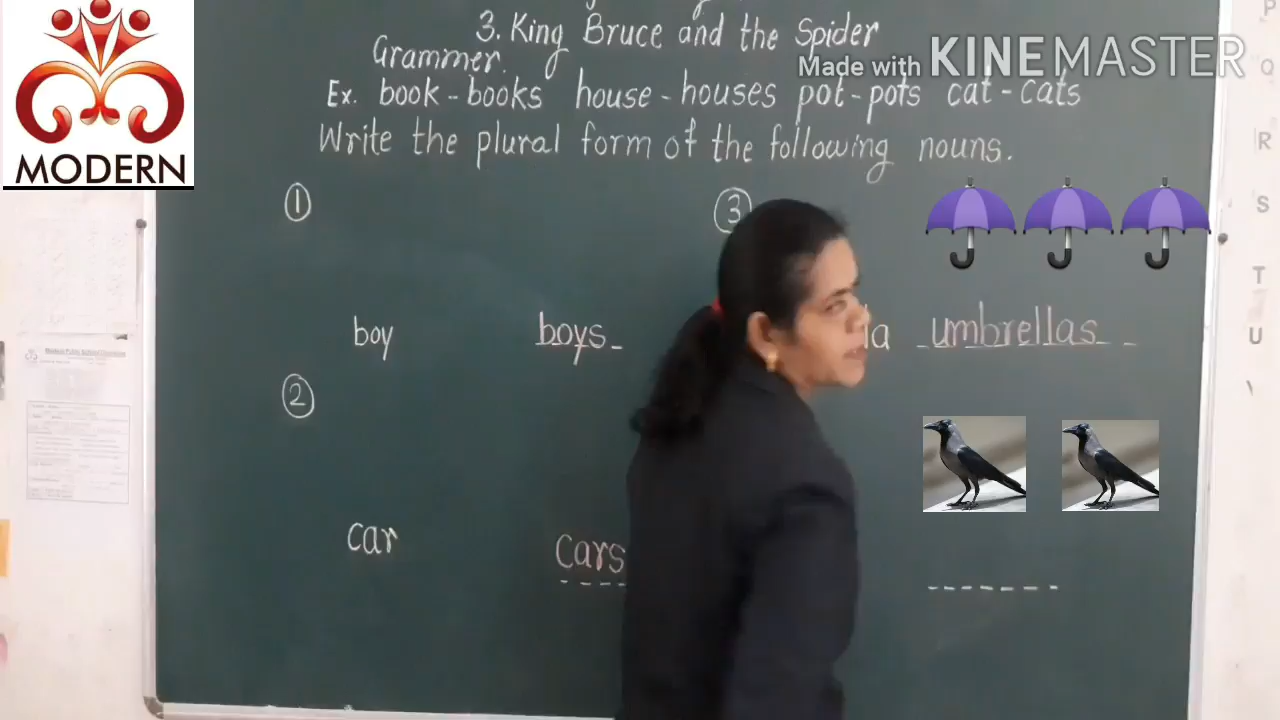 3. King Bruce and the Spider
Grammer.
Made with KINEMASTER
Ex. book - books house - houses pot - pots cat - cats
Write the plural form of the following nouns.
MODERN
①
③
boy boys
la umbrellas
②
car cars
P
Q
R
S
T
U